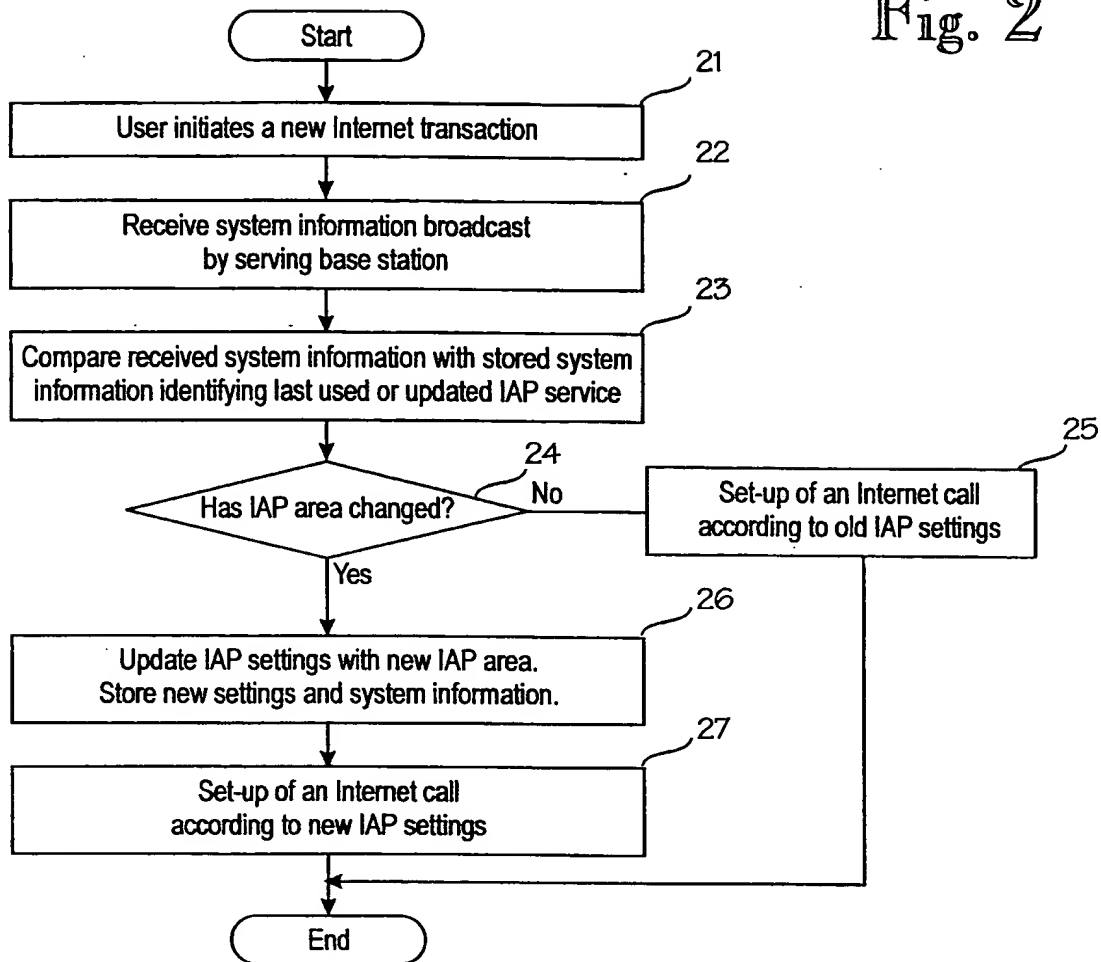 Fig. 2
Start
21
User initiates a new Internet transaction
22
Receive system information broadcast
by serving base station
23
Compare received system information with stored system
information identifying last used or updated IAP service
24
Has IAP area changed?
No
25
Set-up of an Internet call
according to old IAP settings
Yes
26
Update IAP settings with new IAP area.
Store new settings and system information.
27
Set-up of an Internet call
according to new IAP settings
End